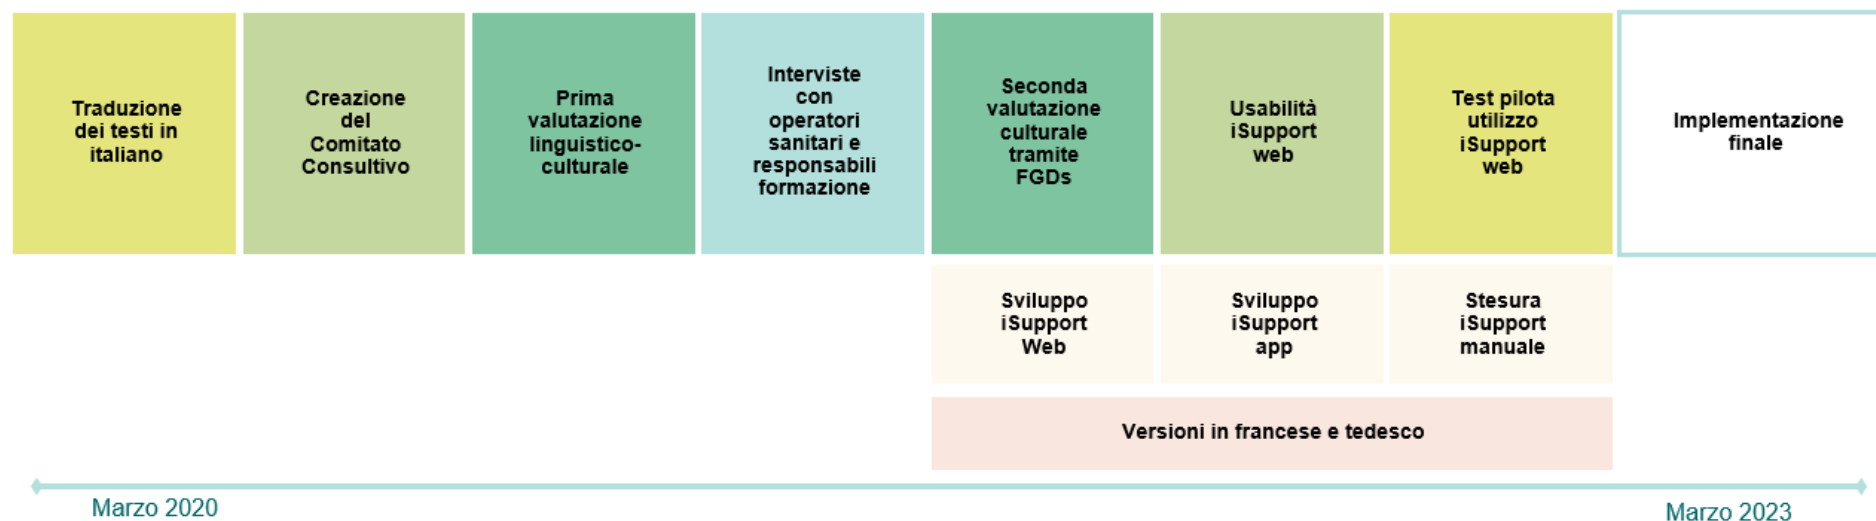 Traduzione
dei testi in
italiano
Creazione
del
Comitato
Consultivo
Prima
valutazione
linguistico-
culturale
Interviste
con
operatori
sanitari e
responsabili
formazione
Seconda
valutazione
culturale
tramite
FGDs
Usabilità
iSupport
web
Test pilota
utilizzo
iSupport
web
Implementazione
finale
Sviluppo
iSupport
Web
Sviluppo
iSupport
app
Stesura
iSupport
manuale
Versioni in francese e tedesco
Marzo 2020
Marzo 2023